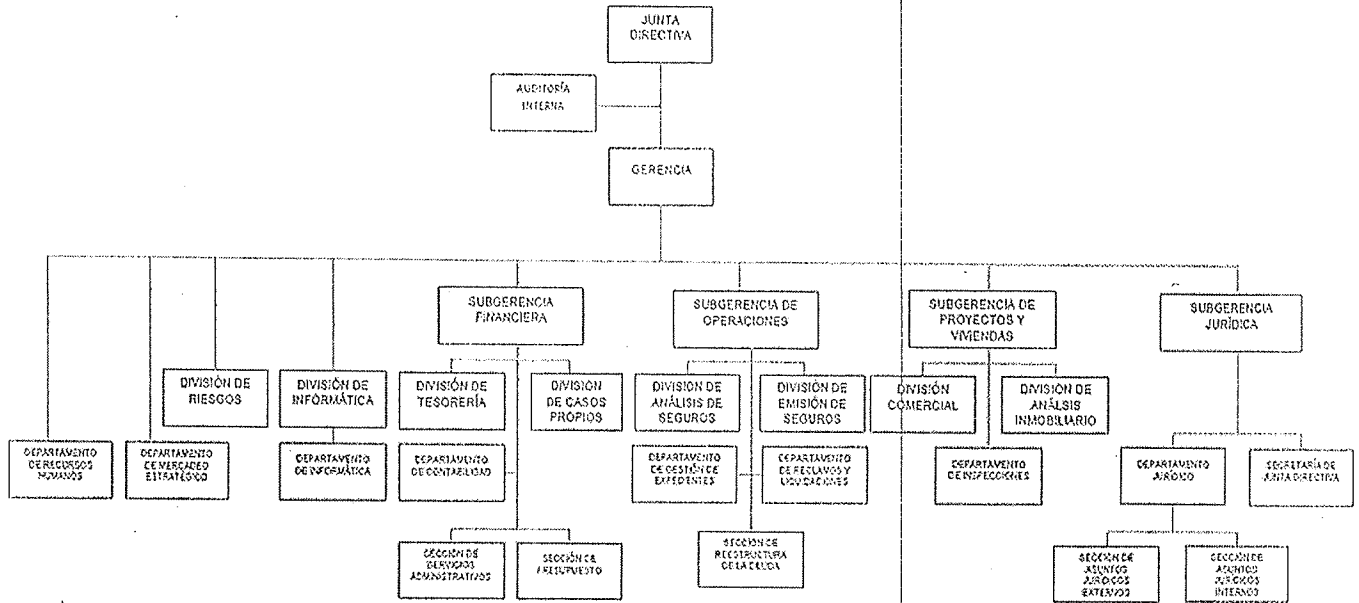 JUNTA
DIRECTIVA
AUDITORÍA
INTERNA
GERENCIA
SUBGERENCIA
FINANCIERA
SUBGERENCIA DE
OPERACIONES
SUBGERENCIA DE
PROYECTOS Y
VIVIENDAS
SUBGERENCIA
JURÍDICA
DIVISIÓN DE
RIESGOS
DIVISIÓN DE
INFORMÁTICA
DIVISIÓN DE
TESORERÍA
DIVISIÓN
DE CASOS
PROPIOS
DIVISIÓN DE
ANÁLISIS DE
SEGUROS
DIVISIÓN DE
EMISIÓN DE
SEGUROS
DIVISIÓN
COMERCIAL
DIVISIÓN DE
ANÁLSIS
INMOBILIARIO
DEPARTAMENTO
DE RECURSOS
HUMANOS
DEPARTAMENTO
DE MERCADEO
ESTRATÉGICO
DEPARTAMENTO
DE INFORMÁTICA
DEPARTAMENTO
DE CONTABILIDAD
DEPARTAMENTO
DE GESTIÓN DE
EXPEDIENTES
DEPARTAMENTO
DE RECLAMOS Y
LIQUIDACIONES
DEPARTAMENTO
DE INSPECCIONES
DEPARTAMENTO
JURÍDICO
SECRETARÍA DE
JUNTA DIRECTIVA
SECCIÓN DE
SERVICIOS
ADMINISTRATIVOS
SECCIÓN DE
PRESUPUESTO
SECCIÓN DE
REESTRUCTURA
DE LA DEUDA
SECCIÓN DE
ASUNTOS
JURÍDICOS
EXTERNOS
SECCIÓN DE
ASUNTOS
JURÍDICOS
INTERNOS